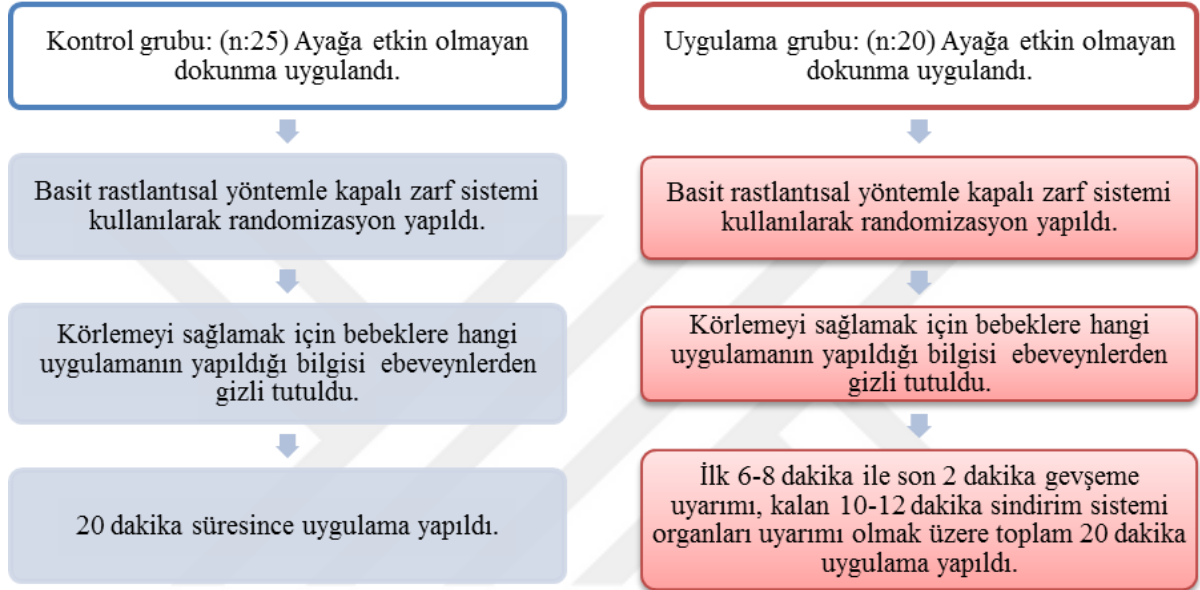 Kontrol grubu: (n:25) Ayağa etkin olmayan
dokunma uygulandı.
Basit rastlantısal yöntemle kapalı zarf sistemi
kullanılarak randomizasyon yapıldı.
Körlemeyi sağlamak için bebeklere hangi
uygulamanın yapıldığı bilgisi ebeveynlerden
gizli tutuldu.
20 dakika süresince uygulama yapıldı.
Uygulama grubu: (n:20) Ayağa etkin olmayan
dokunma uygulandı.
Basit rastlantısal yöntemle kapalı zarf sistemi
kullanılarak randomizasyon yapıldı.
Körlemeyi sağlamak için bebeklere hangi
uygulamanın yapıldığı bilgisi ebeveynlerden
gizli tutuldu.
İlk 6-8 dakika ile son 2 dakika gevşeme
uyarımı, kalan 10-12 dakika sindirim sistemi
organları uyarımı olmak üzere toplam 20 dakika
uygulama yapıldı.